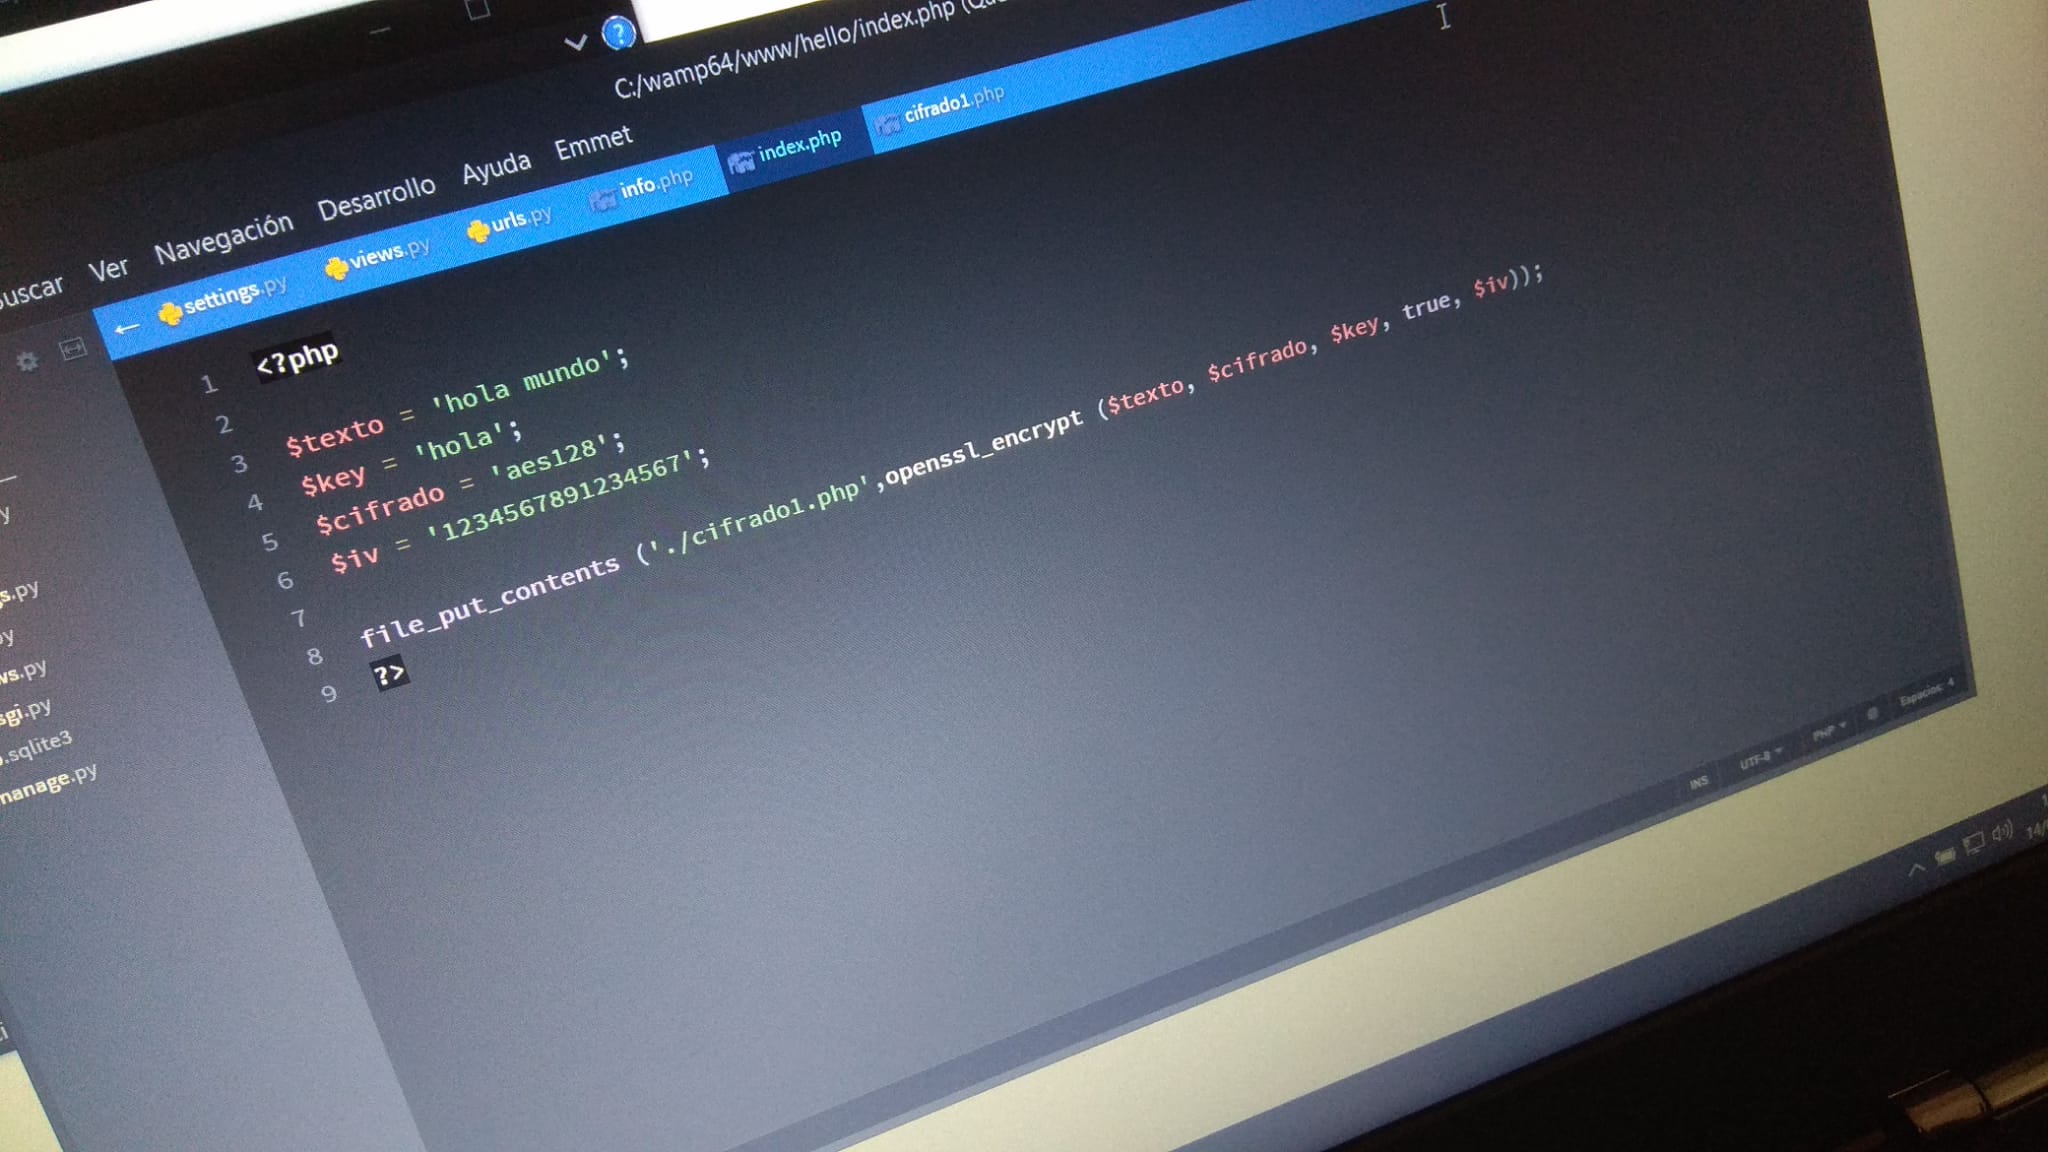 C:/wamp64/www/hello/index.php
Ver Navegación Desarrollo Ayuda Emmet
settings.py views.py urls.py info.php index.php cifrado1.php
1 <?php
2
3 $texto = 'hola mundo';
4 $key = 'hola';
5 $cifrado = 'aes128';
6 $iv = '1234567891234567';
7
8 file_put_contents ('./cifrado1.php',openssl_encrypt ($texto, $cifrado, $key, true, $iv));
9 ?>
s.py
py
ws.py
sgi.py
.sqlite3
manage.py
INS UTF-8 PHP Espacios: 4
14/